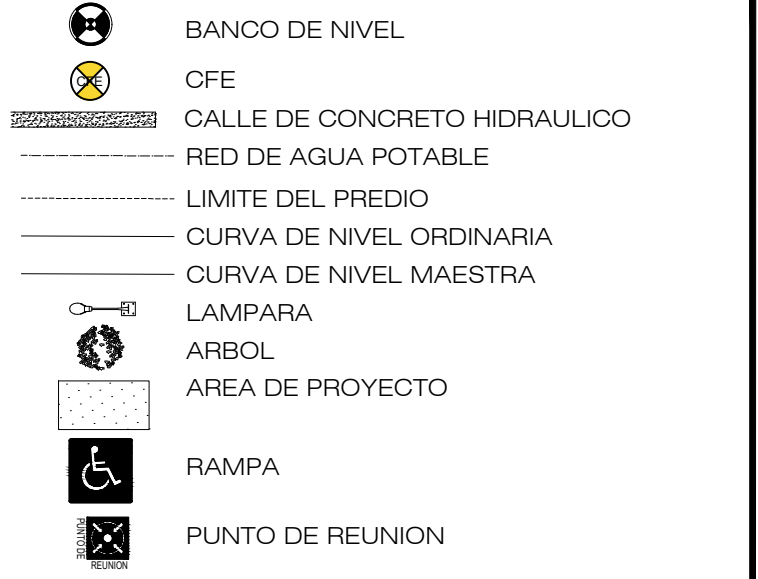 BANCO DE NIVEL
CFE CFE
CALLE DE CONCRETO HIDRAULICO
RED DE AGUA POTABLE
LIMITE DEL PREDIO
CURVA DE NIVEL ORDINARIA
CURVA DE NIVEL MAESTRA
LAMPARA
ARBOL
AREA DE PROYECTO
RAMPA
PUNTO DE
REUNION
PUNTO DE REUNION